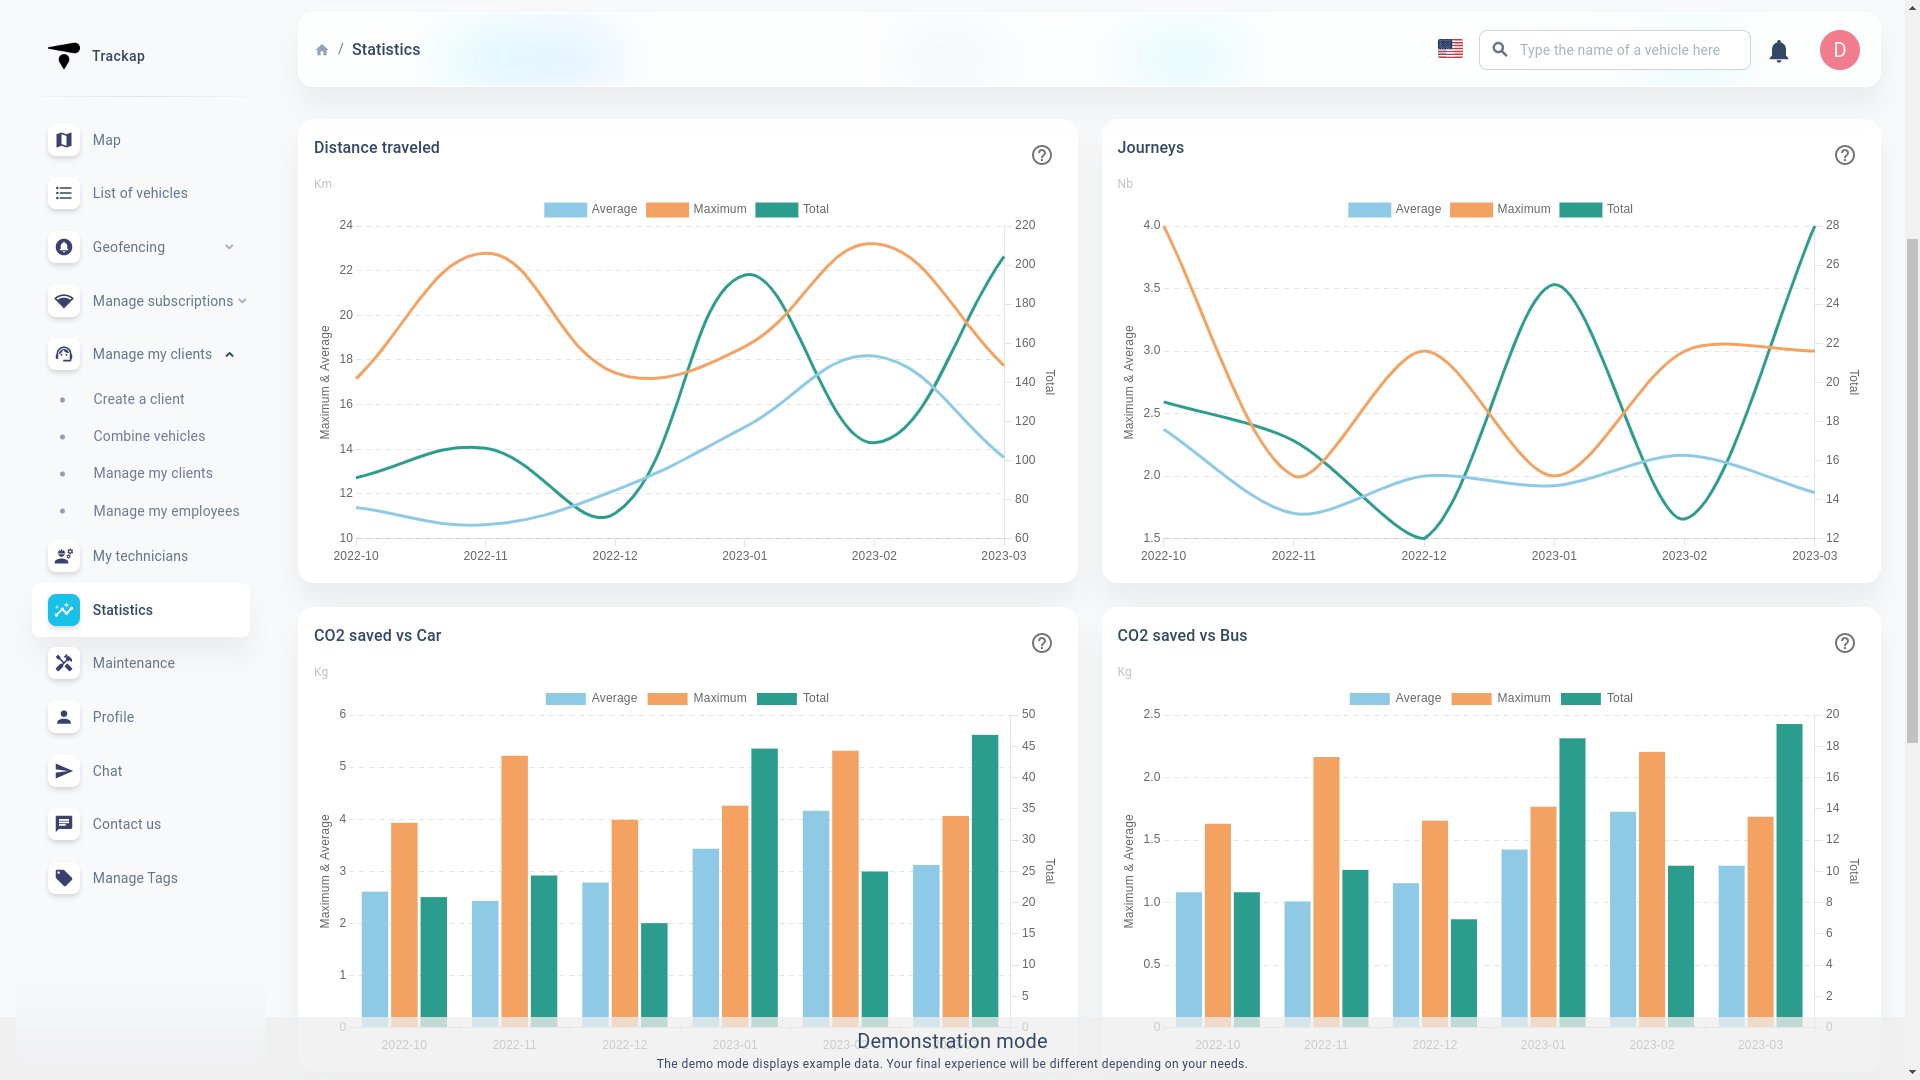 Trackap
/ Statistics
Type the name of a vehicle here
D
Map
List of vehicles
Geofencing
Manage subscriptions
Manage my clients
Create a client
Combine vehicles
Manage my clients
Manage my employees
My technicians
Statistics
Maintenance
Profile
Chat
Contact us
Manage Tags
Distance traveled
Km
Average Maximum Total
24
22
20
18
16
14
12
10
Maximum & Average
220
200
180
160
140
120
100
80
60
Total
2022-10 2022-11 2022-12 2023-01 2023-02 2023-03
Journeys
Nb
Average Maximum Total
4.0
3.5
3.0
2.5
2.0
1.5
Maximum & Average
28
26
24
22
20
18
16
14
12
Total
2022-10 2022-11 2022-12 2023-01 2023-02 2023-03
CO2 saved vs Car
Kg
Average Maximum Total
6
5
4
3
2
1
0
Maximum & Average
50
45
40
35
30
25
20
15
10
5
0
Total
2022-10 2022-11 2022-12 2023-01
CO2 saved vs Bus
Kg
Average Maximum Total
2.5
2.0
1.5
1.0
0.5
0
Maximum & Average
20
18
16
14
12
10
8
6
4
2
0
Total
2022-10 2022-11 2022-12 2023-01 2023-02 2023-03
Demonstration mode
The demo mode displays example data. Your final experience will be different depending on your needs.